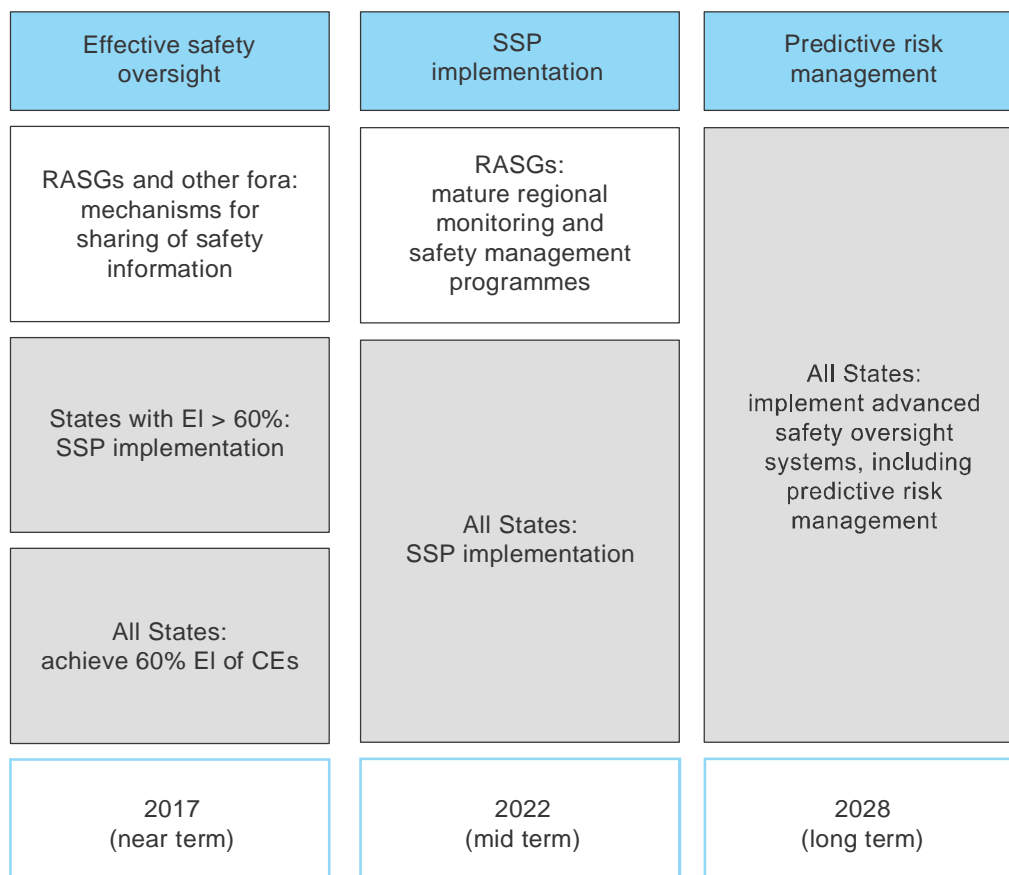 Effective safety
oversight
SSP
implementation
Predictive risk
management
RASGs and other fora:
mechanisms for
sharing of safety
information
RASGs:
mature regional
monitoring and
safety management
programmes
All States:
implement advanced
safety oversight
systems, including
predictive risk
management
States with EI > 60%:
SSP implementation
All States:
SSP implementation
All States:
achieve 60% EI of CEs
2017
(near term)
2022
(mid term)
2028
(long term)